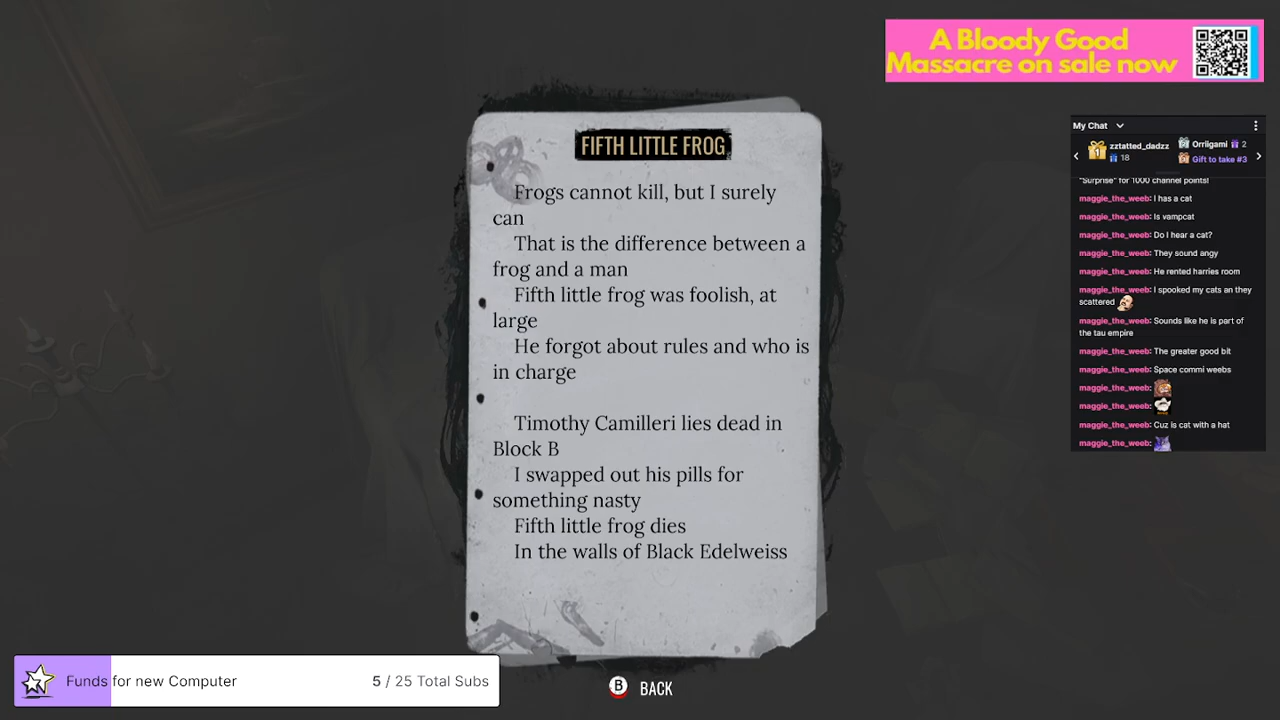 A Bloody Good
Massacre on sale now
My Chat
zztatted_dadzz
18
Orriigami 2
Gift to take #3
"Surprise" for 1000 channel points!
maggie_the_weeb: I has a cat
maggie_the_weeb: Is vampcat
maggie_the_weeb: Do I hear a cat?
maggie_the_weeb: They sound angy
maggie_the_weeb: He rented harries room
maggie_the_weeb: I spooked my cats an they
scattered
maggie_the_weeb: Sounds like he is part of
the tau empire
maggie_the_weeb: The greater good bit
maggie_the_weeb: Space commi weebs
maggie_the_weeb:
maggie_the_weeb:
maggie_the_weeb: Cuz is cat with a hat
maggie_the_weeb:
FIFTH LITTLE FROG
Frogs cannot kill, but I surely
can
That is the difference between a
frog and a man
Fifth little frog was foolish, at
large
He forgot about rules and who is
in charge
Timothy Camilleri lies dead in
Block B
I swapped out his pills for
something nasty
Fifth little frog dies
In the walls of Black Edelweiss
Funds for new Computer 5 / 25 Total Subs
B BACK